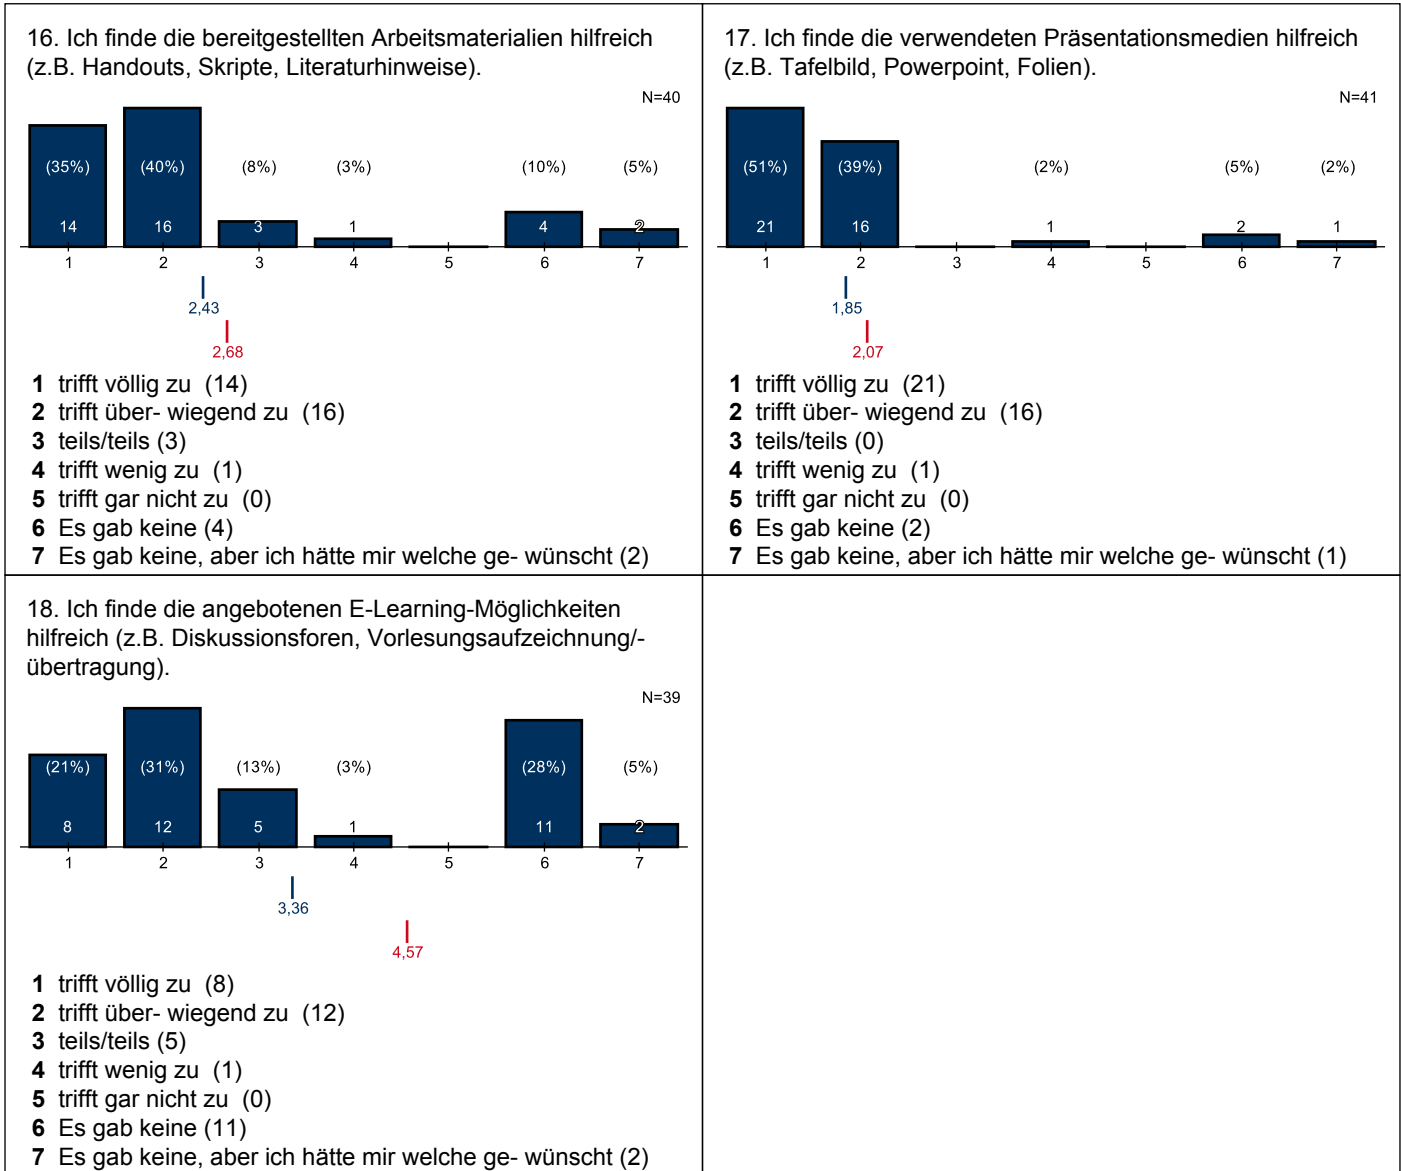 16. Ich finde die bereitgestellten Arbeitsmaterialien hilfreich
(z.B. Handouts, Skripte, Literaturhinweise).
N=40
(35%) (40%) (8%) (3%) (10%) (5%)
14 16 3 1 4 2
1 2 3 4 5 6 7
2,43
2,68
1 trifft völlig zu (14)
2 trifft über- wiegend zu (16)
3 teils/teils (3)
4 trifft wenig zu (1)
5 trifft gar nicht zu (0)
6 Es gab keine (4)
7 Es gab keine, aber ich hätte mir welche ge- wünscht (2)
17. Ich finde die verwendeten Präsentationsmedien hilfreich
(z.B. Tafelbild, Powerpoint, Folien).
N=41
(51%) (39%) (2%) (5%) (2%)
21 16 1 2 1
1 2 3 4 5 6 7
1,85
2,07
1 trifft völlig zu (21)
2 trifft über- wiegend zu (16)
3 teils/teils (0)
4 trifft wenig zu (1)
5 trifft gar nicht zu (0)
6 Es gab keine (2)
7 Es gab keine, aber ich hätte mir welche ge- wünscht (1)
18. Ich finde die angebotenen E-Learning-Möglichkeiten
hilfreich (z.B. Diskussionsforen, Vorlesungsaufzeichnung/-
übertragung).
N=39
(21%) (31%) (13%) (3%) (28%) (5%)
8 12 5 1 11 2
1 2 3 4 5 6 7
3,36
4,57
1 trifft völlig zu (8)
2 trifft über- wiegend zu (12)
3 teils/teils (5)
4 trifft wenig zu (1)
5 trifft gar nicht zu (0)
6 Es gab keine (11)
7 Es gab keine, aber ich hätte mir welche ge- wünscht (2)